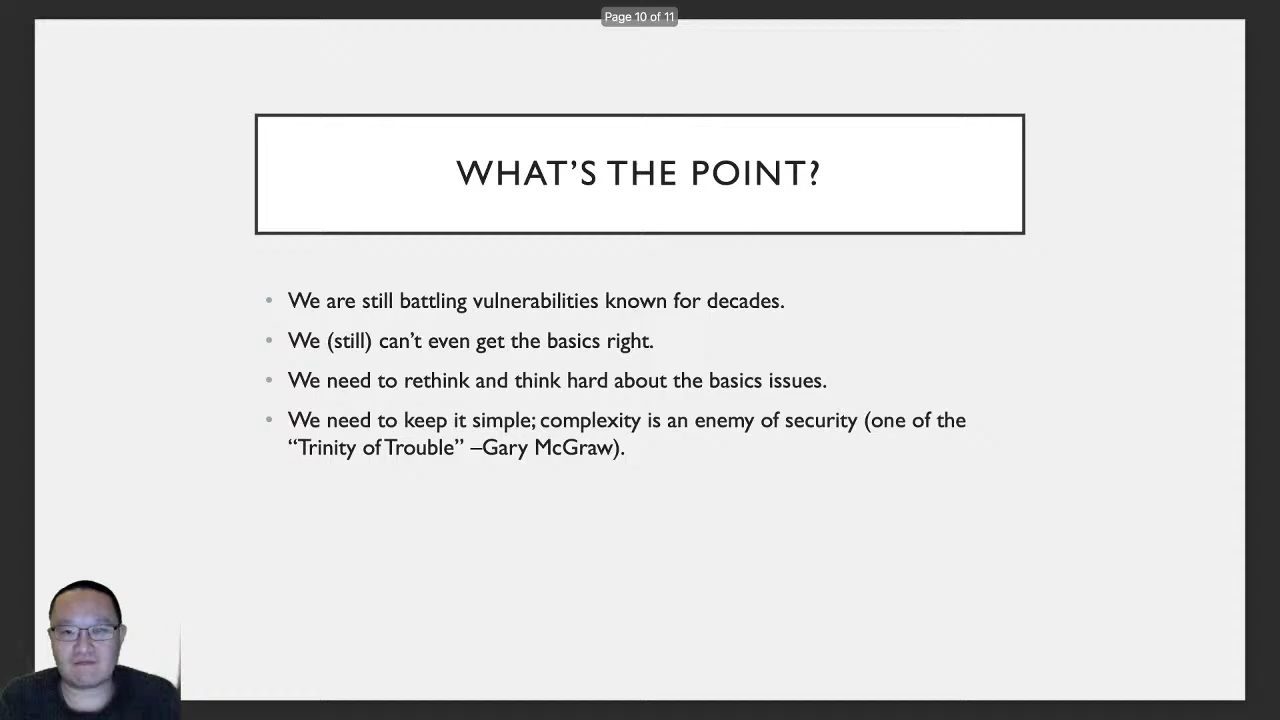 Page 10 of 11
WHAT’S THE POINT?
• We are still battling vulnerabilities known for decades.
• We (still) can’t even get the basics right.
• We need to rethink and think hard about the basics issues.
• We need to keep it simple; complexity is an enemy of security (one of the
“Trinity of Trouble” –Gary McGraw).